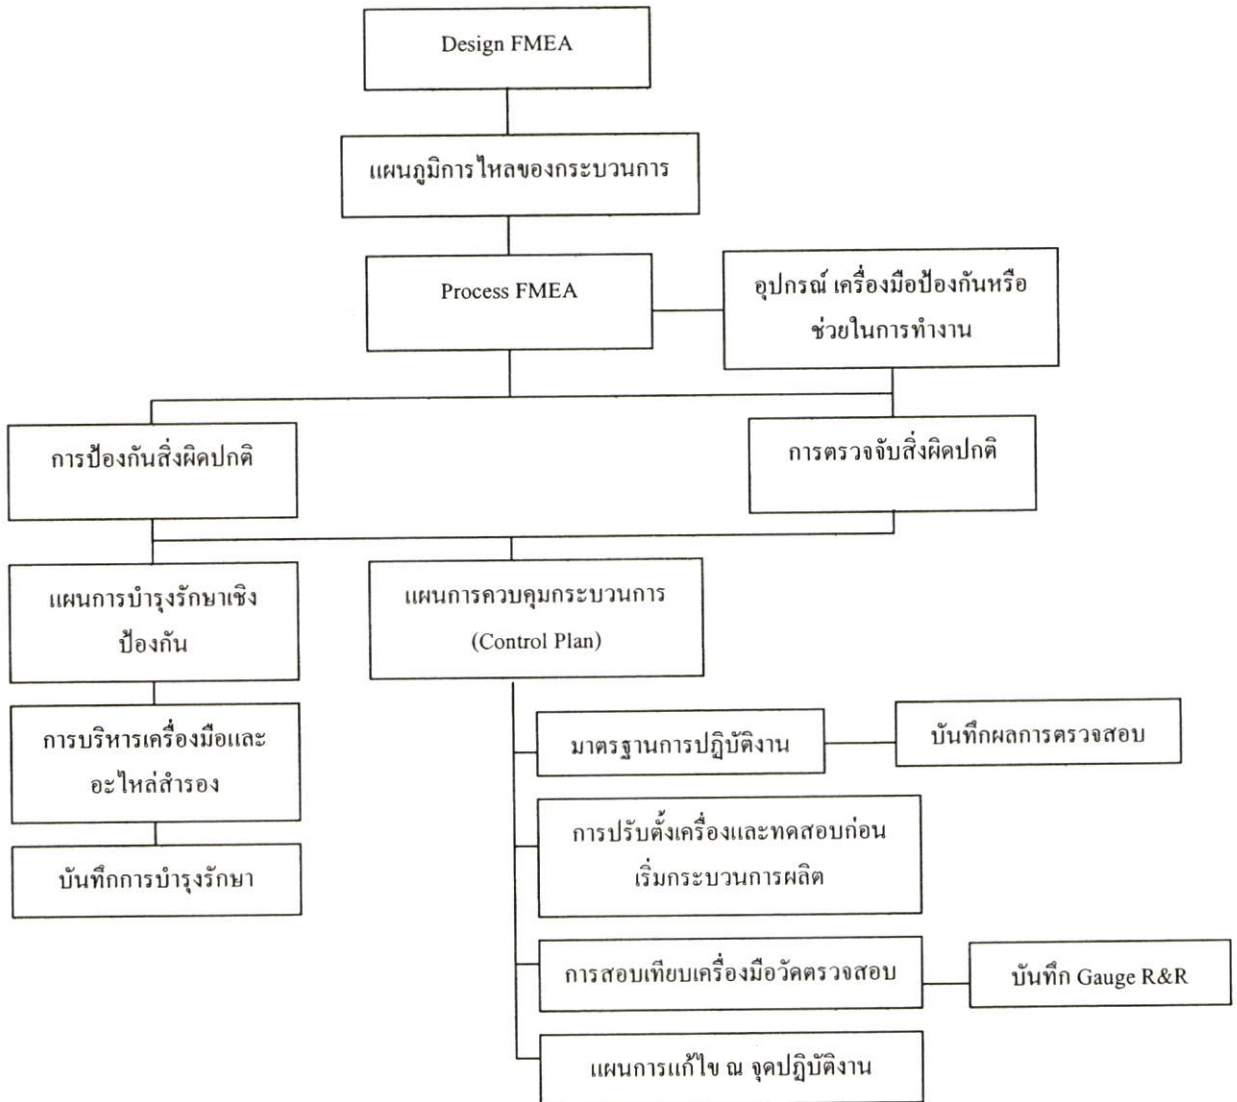 Design FMEA
แผนภูมิการไหลของกระบวนการ
Process FMEA
อุปกรณ์ เครื่องมือป้องกันหรือ
ช่วยในการทำงาน
การป้องกันสิ่งผิดปกติ
การตรวจจับสิ่งผิดปกติ
แผนการบำรุงรักษาเชิง
ป้องกัน
แผนการควบคุมกระบวนการ
(Control Plan)
การบริหารเครื่องมือและ
อะไหล่สำรอง
บันทึกการบำรุงรักษา
มาตรฐานการปฏิบัติงาน
บันทึกผลการตรวจสอบ
การปรับตั้งเครื่องและทดสอบก่อน
เริ่มกระบวนการผลิต
การสอบเทียบเครื่องมือวัดตรวจสอบ
บันทึก Gauge R&R
แผนการแก้ไข ณ จุดปฏิบัติงาน